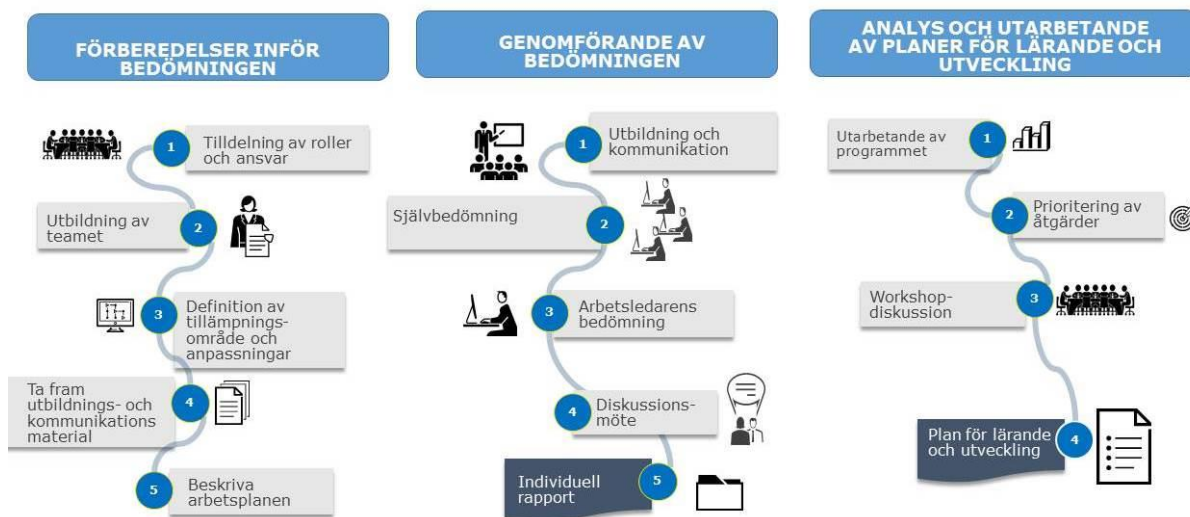 FÖRBEREDELSER INFÖR
BEDÖMNINGEN
1
Tilldelning av roller
och ansvar
Utbildning av
teamet
2
3
Definition av
tillämpnings-
område och
anpassningar
Ta fram
utbildnings- och
kommunikations
material
4
5
Beskriva
arbetsplanen
GENOMFÖRANDE AV
BEDÖMNINGEN
1
Utbildning och
kommunikation
Självbedömning
2
3
Arbetsledarens
bedömning
4
Diskussions-
möte
Individuell
rapport
5
ANALYS OCH UTARBETANDE
AV PLANER FÖR LÄRANDE OCH
UTVECKLING
Utarbetande av
programmet
1
2
Prioritering av
åtgärder
Workshop-
diskussion
3
Plan för lärande
och utveckling
4